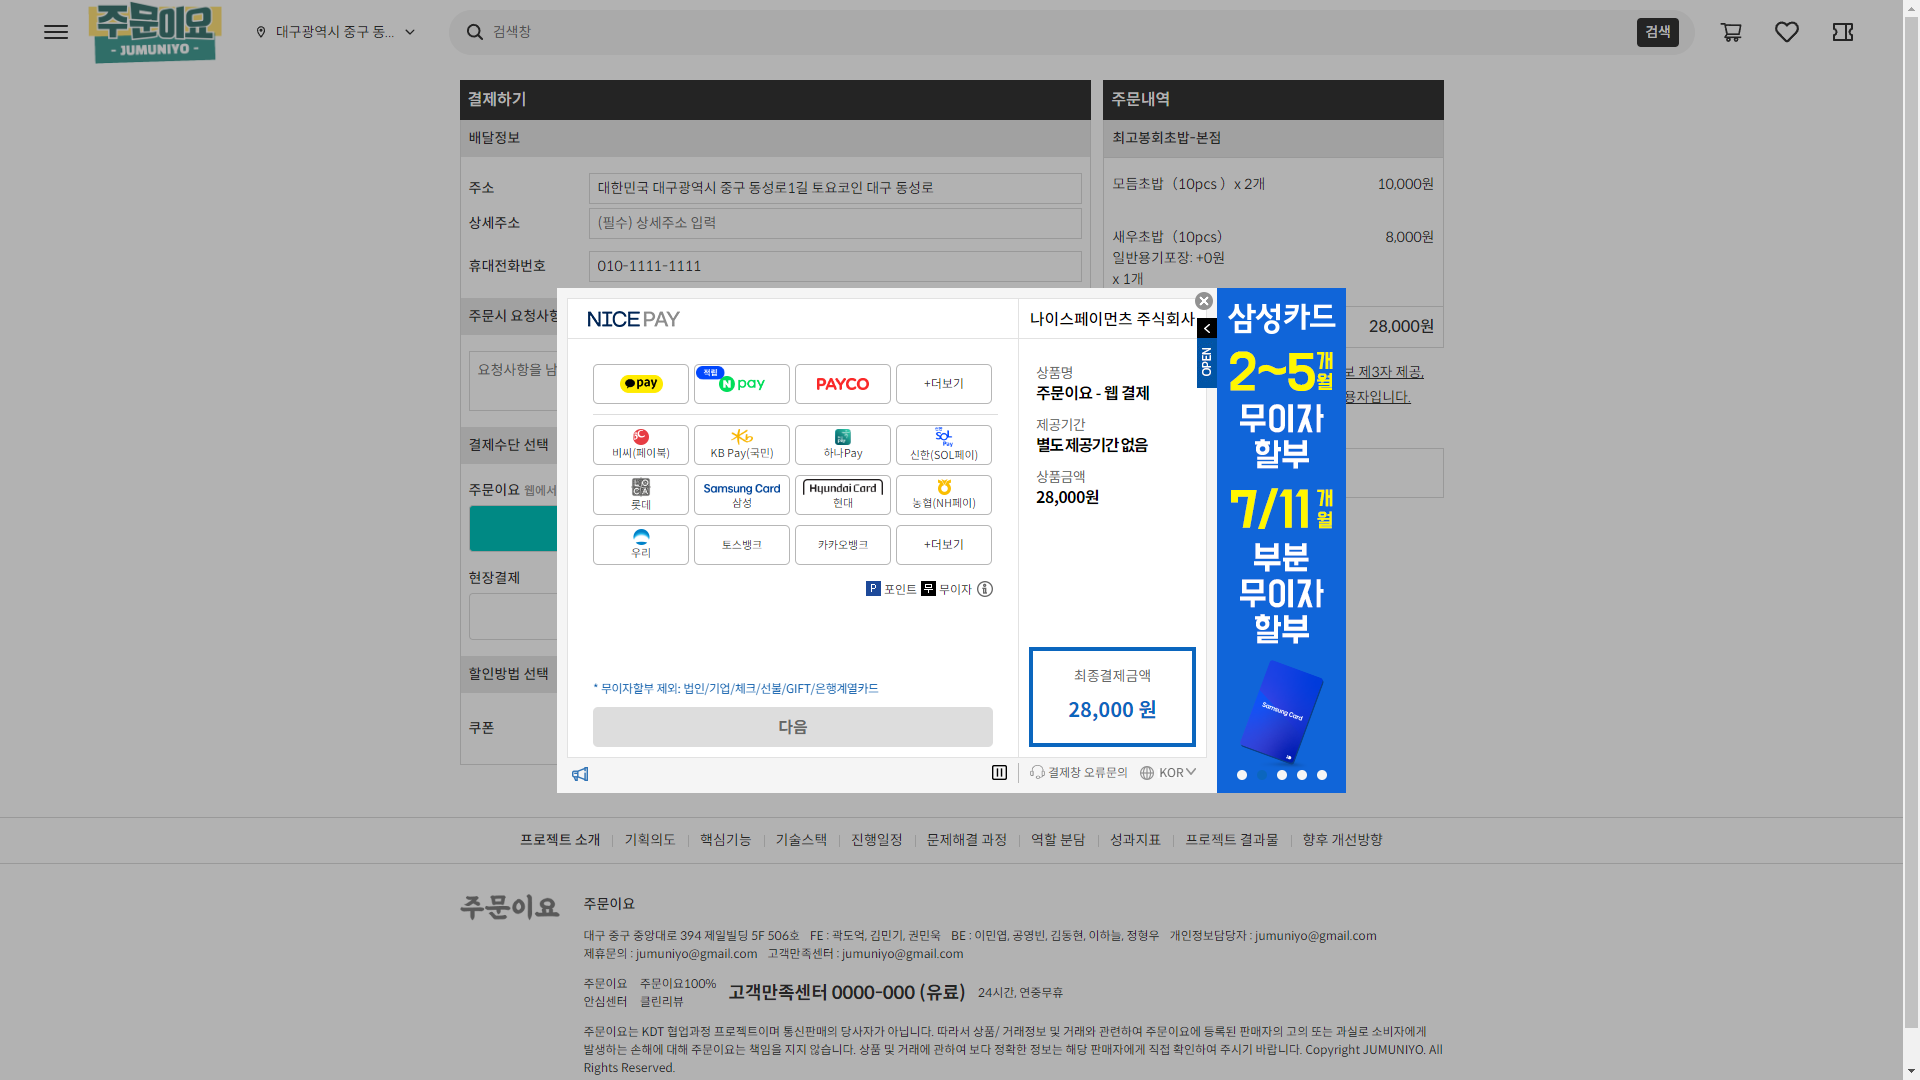 주문이요
- JUMUNIYO -
대구광역시 중구 동...
검색창
검색
결제하기
배달정보
주소
대한민국 대구광역시 중구 동성로1길 토요코인 대구 동성로
상세주소
(필수) 상세주소 입력
휴대전화번호
010-1111-1111
주문시 요청사항
요청사항을 남
결제수단 선택
주문이요 웹에서
현장결제
할인방법 선택
쿠폰
주문내역
최고봉회초밥-본점
모듬초밥（10pcs ）x 2개
10,000원
새우초밥（10pcs）
8,000원
일반용기포장: +0원
x 1개
28,000원
보 제3자 제공,
용자입니다.
NICEPAY
나이스페이먼츠 주식회사
pay
적립
N pay
PAYCO
+더보기
비씨(페이북)
KB Pay(국민)
하나Pay
SOL
Pay
신한(SOL페이)
LOCA
롯데
Samsung Card
삼성
Hyundai Card
현대
농협(NH페이)
우리
토스뱅크
카카오뱅크
+더보기
P 포인트 무 무이자
* 무이자할부 제외: 법인/기업/체크/선불/GIFT/은행계열카드
다음
상품명
주문이요 - 웹 결제
제공기간
별도 제공기간 없음
상품금액
28,000원
최종결제금액
28,000 원
결제창 오류문의
KOR
OPEN
삼성카드
2~5개월
무이자
할부
7/11개월
부분
무이자
할부
Samsung Card
프로젝트 소개
기획의도
핵심기능
기술스택
진행일정
문제해결 과정
역할 분담
성과지표
프로젝트 결과물
향후 개선방향
주문이요
주문이요
대구 중구 중앙대로 394 제일빌딩 5F 506호 FE : 곽도역, 김민기, 권민욱 BE : 이민엽, 공영빈, 김동현, 이하늘, 정형우 개인정보담당자 : jumuniyo@gmail.com
제휴문의 : jumuniyo@gmail.com 고객만족센터 : jumuniyo@gmail.com
주문이요
안심센터
주문이요100%
클린리뷰
고객만족센터 0000-000 (유료)
24시간, 연중무휴
주문이요는 KDT 협업과정 프로젝트이며 통신판매의 당사자가 아닙니다. 따라서 상품/ 거래정보 및 거래와 관련하여 주문이요에 등록된 판매자의 고의 또는 과실로 소비자에게
발생하는 손해에 대해 주문이요는 책임을 지지 않습니다. 상품 및 거래에 관하여 보다 정확한 정보는 해당 판매자에게 직접 확인하여 주시기 바랍니다. Copyright JUMUNIYO. All
Rights Reserved.